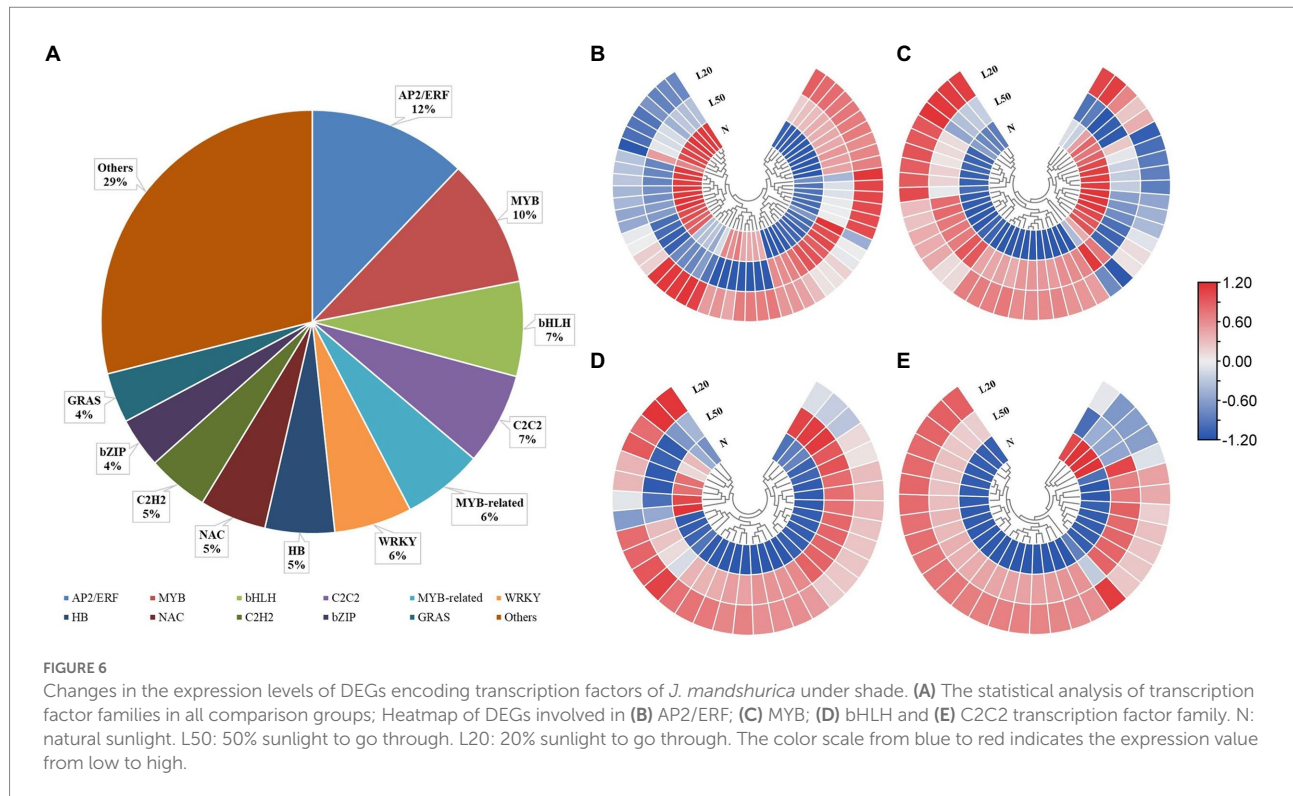 A
AP2/ERF
12%
MYB
10%
bHLH
7%
C2C2
7%
MYB-related
6%
WRKY
6%
HB
5%
NAC
5%
C2H2
5%
bZIP
4%
GRAS
4%
Others
29%
AP2/ERF MYB bHLH C2C2 MYB-related WRKY
HB NAC C2H2 bZIP GRAS Others
B
L20
L50
N
C
L20
L50
N
D
L20
L50
N
E
L20
L50
N
1.20
0.60
0.00
-0.60
-1.20
FIGURE 6
Changes in the expression levels of DEGs encoding transcription factors of J. mandshurica under shade. (A) The statistical analysis of transcription
factor families in all comparison groups; Heatmap of DEGs involved in (B) AP2/ERF; (C) MYB; (D) bHLH and (E) C2C2 transcription factor family. N:
natural sunlight. L50: 50% sunlight to go through. L20: 20% sunlight to go through. The color scale from blue to red indicates the expression value
from low to high.